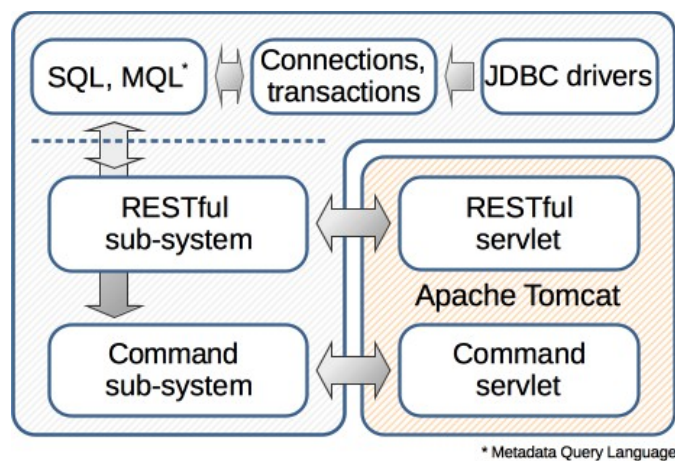 SQL, MQL*
Connections,
transactions
JDBC drivers
RESTful
sub-system
RESTful
servlet
Apache Tomcat
Command
sub-system
Command
servlet
* Metadata Query Language